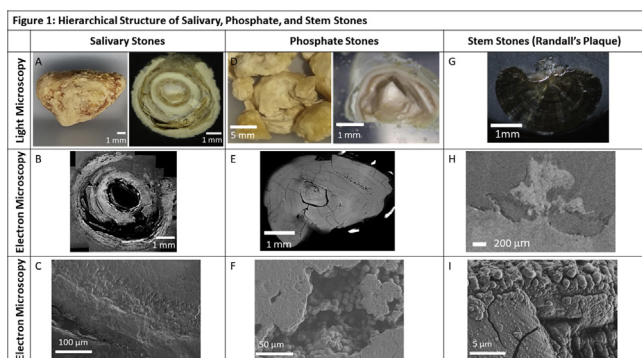 Figure 1: Hierarchical Structure of Salivary, Phosphate, and Stem Stones
Salivary Stones
Phosphate Stones
Stem Stones (Randall's Plaque)
Light Microscopy
A
1 mm
1 mm
D
5 mm
1 mm
G
1mm
Electron Microscopy
B
1 mm
E
1 mm
H
200 μm
Electron Microscopy
C
100 μm
F
50 μm
I
5 μm